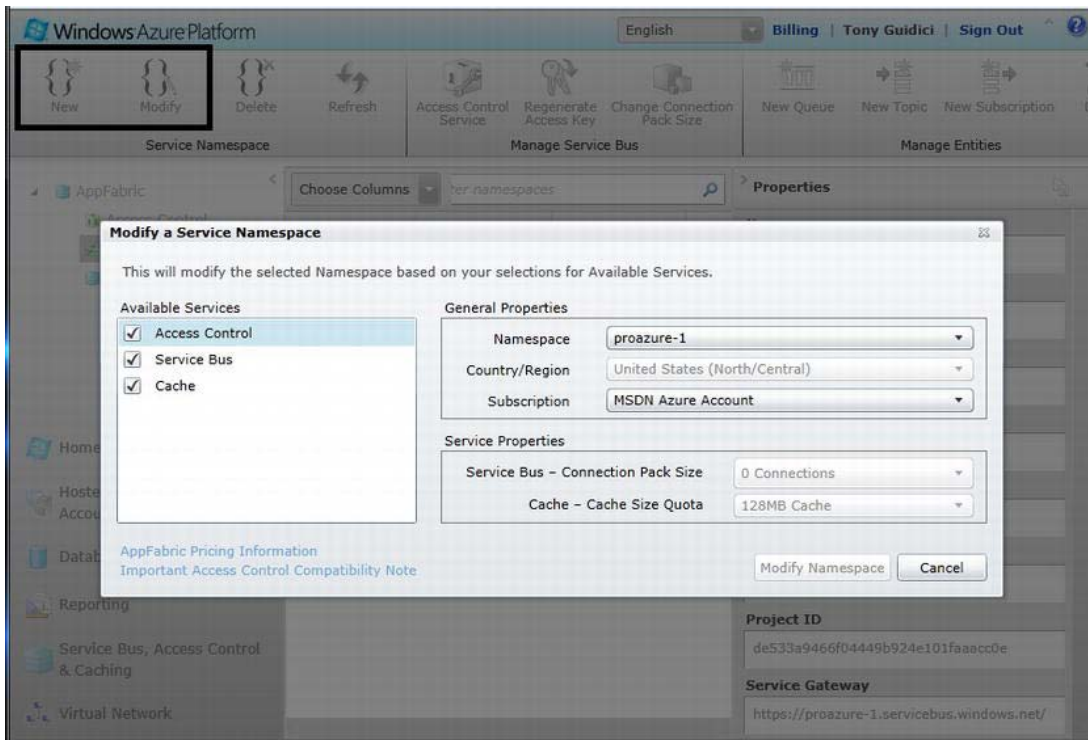 Windows Azure Platform
English
Billing | Tony Guidici | Sign Out
New
Modify
Delete
Refresh
Access Control Service
Regenerate Access Key
Change Connection Pack Size
New Queue
New Topic
New Subscription
Service Namespace
Manage Service Bus
Manage Entities
AppFabric
Choose Columns
namespaces
Properties
Access Control
Modify a Service Namespace
This will modify the selected Namespace based on your selections for Available Services.
Available Services
Access Control
Service Bus
Cache
General Properties
Namespace
proazure-1
Country/Region
United States (North/Central)
Subscription
MSDN Azure Account
Service Properties
Service Bus – Connection Pack Size
0 Connections
Cache – Cache Size Quota
128MB Cache
AppFabric Pricing Information
Important Access Control Compatibility Note
Modify Namespace
Cancel
Home
Reporting
Service Bus, Access Control
& Caching
Virtual Network
Project ID
de533a9466f04449b924e101faaacc0e
Service Gateway
https://proazure-1.servicebus.windows.net/